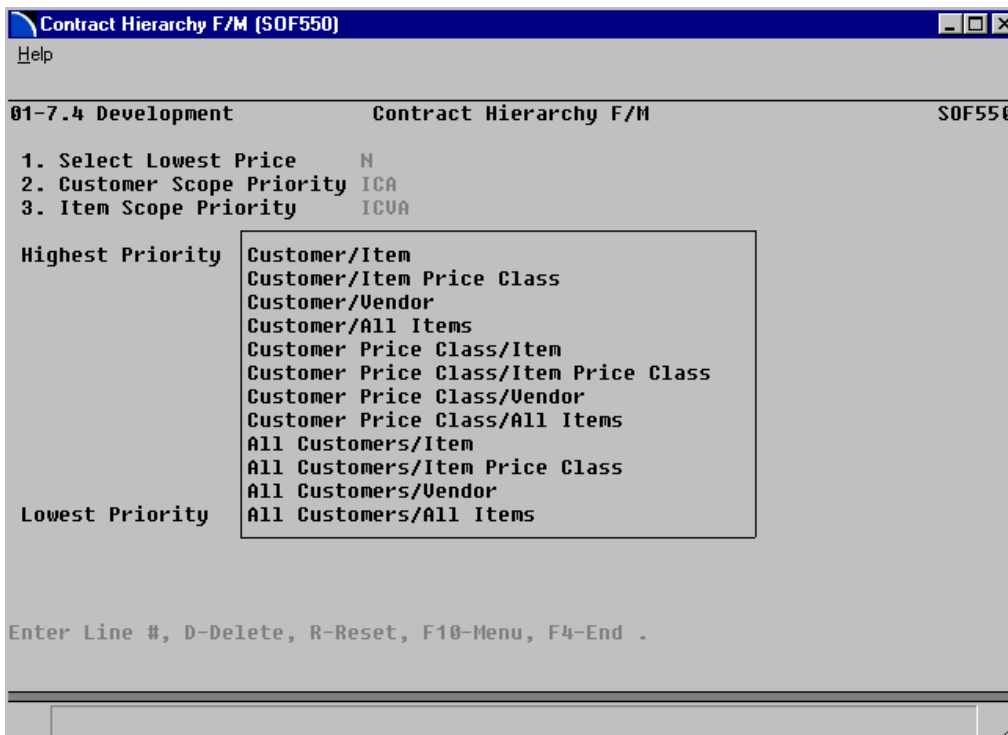 Contract Hierarchy F/M (SOF550)
Help
01-7.4 Development Contract Hierarchy F/M SOF550
1. Select Lowest Price N
2. Customer Scope Priority ICA
3. Item Scope Priority ICVA
Highest Priority Customer/Item
Customer/Item Price Class
Customer/Vendor
Customer/All Items
Customer Price Class/Item
Customer Price Class/Item Price Class
Customer Price Class/Vendor
Customer Price Class/All Items
All Customers/Item
All Customers/Item Price Class
All Customers/Vendor
Lowest Priority All Customers/All Items
Enter Line #, D-Delete, R-Reset, F10-Menu, F4-End .